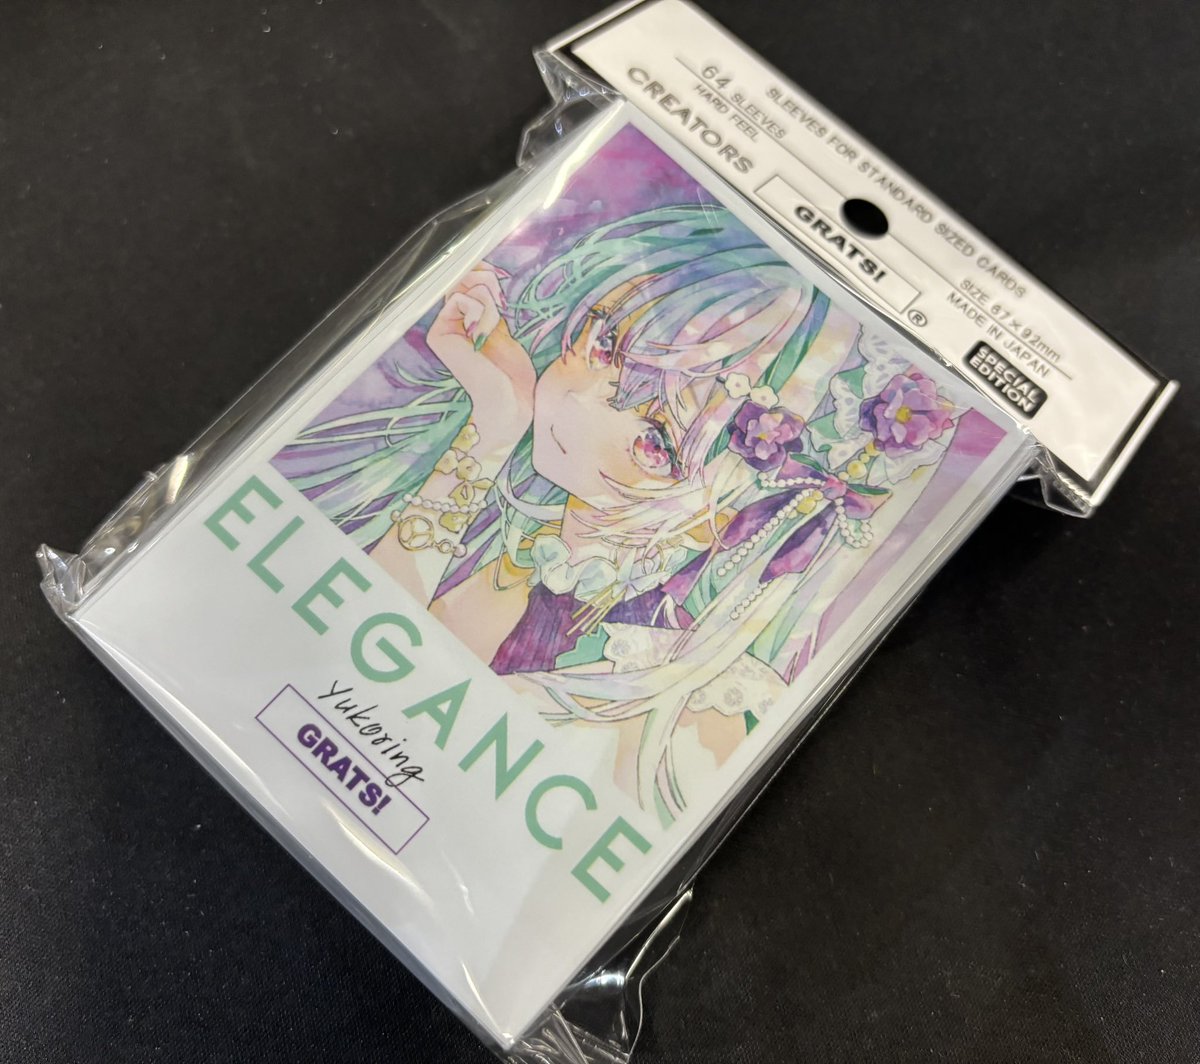 SLEEVES FOR STANDARD SIZED CARDS
64 SLEEVES
HARD FEEL
CREATORS
GRATS!
®
SIZE 67×92mm
MADE IN JAPAN
SPECIAL
EDITION
ELEGANCE
Yukoring
GRATS!